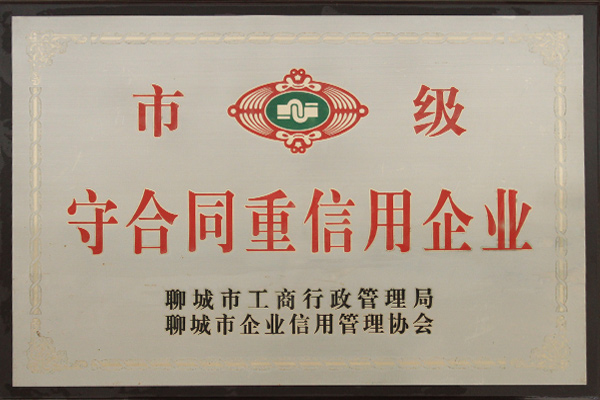 市 级
守合同重信用企业
聊城市工商行政管理局
聊城市企业信用管理协会